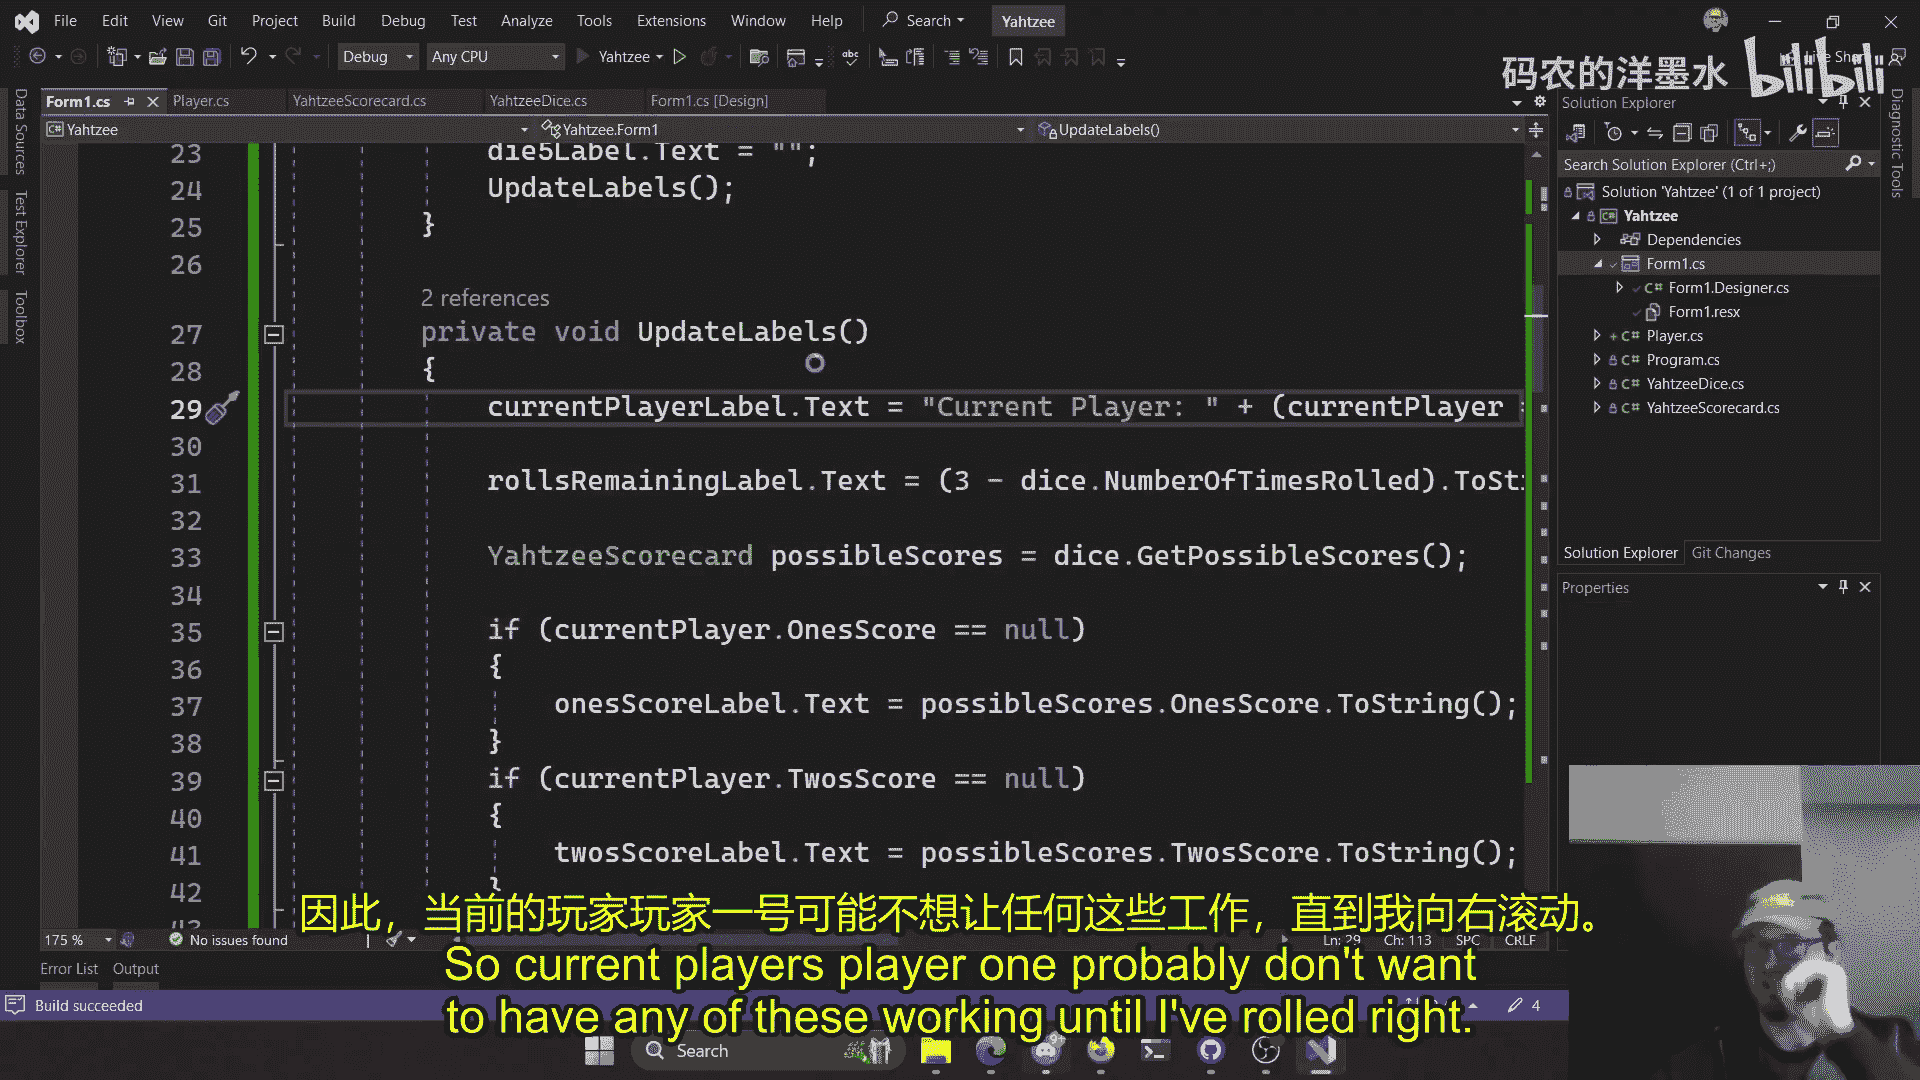 File Edit View Git Project Build Debug Test Analyze Tools Extensions Window Help Search Yahtzee
Debug Any CPU Yahtzee
码农的洋墨水 bilibili
Form1.cs Player.cs YahtzeeScorecard.cs YahtzeeDice.cs Form1.cs [Design]
Yahtzee Yahtzee.Form1 UpdateLabels()
Data Sources
Test Explorer
Toolbox
23 die5Label.Text = "";
24 UpdateLabels();
25 }
26
2 references
27 private void UpdateLabels()
28 {
29 currentPlayerLabel.Text = "Current Player: " + (currentPlayer
30
31 rollsRemainingLabel.Text = (3 - dice.NumberOfTimesRolled).ToSt
32
33 YahtzeeScorecard possibleScores = dice.GetPossibleScores();
34
35 if (currentPlayer.OnesScore == null)
36 {
37 onesScoreLabel.Text = possibleScores.OnesScore.ToString();
38 }
39 if (currentPlayer.TwosScore == null)
40 {
41 twosScoreLabel.Text = possibleScores.TwosScore.ToString();
42 }
175 % No issues found Ln: 29 Ch: 113 SPC CRLF
Error List Output
Build succeeded
4
Solution Explorer
Search Solution Explorer (Ctrl+;)
Solution 'Yahtzee' (1 of 1 project)
Yahtzee
Dependencies
Form1.cs
Form1.Designer.cs
Form1.resx
Player.cs
Program.cs
YahtzeeDice.cs
YahtzeeScorecard.cs
Solution Explorer Git Changes
Properties
Diagnostic Tools
因此，当前的玩家玩家一号可能不想让任何这些工作，直到我向右滚动。
So current players player one probably don't want
to have any of these working until I've rolled right.
Search